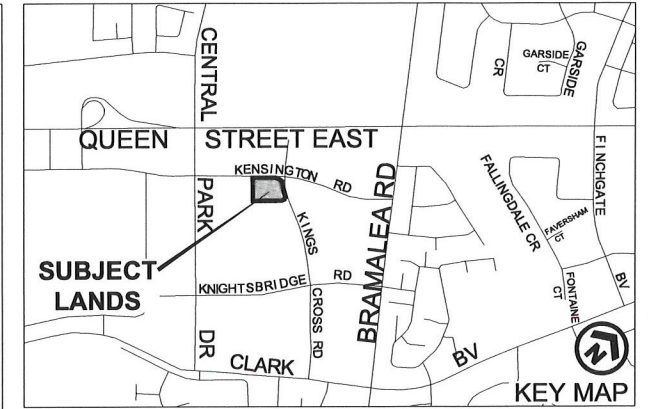 CENTRAL
PARK
DR
QUEEN STREET EAST
KENSINGTON RD
KINGS
CROSS RD
KNIGHTSBRIDGE RD
BRAMALEA RD
CLARK BV
SUBJECT
LANDS
GARSIDE
CR
GARSIDE
CT
FINCHGATE
BV
FALLINGDALE CR
FAVERSHAM
CT
FONTAINE
CT
N
KEY MAP